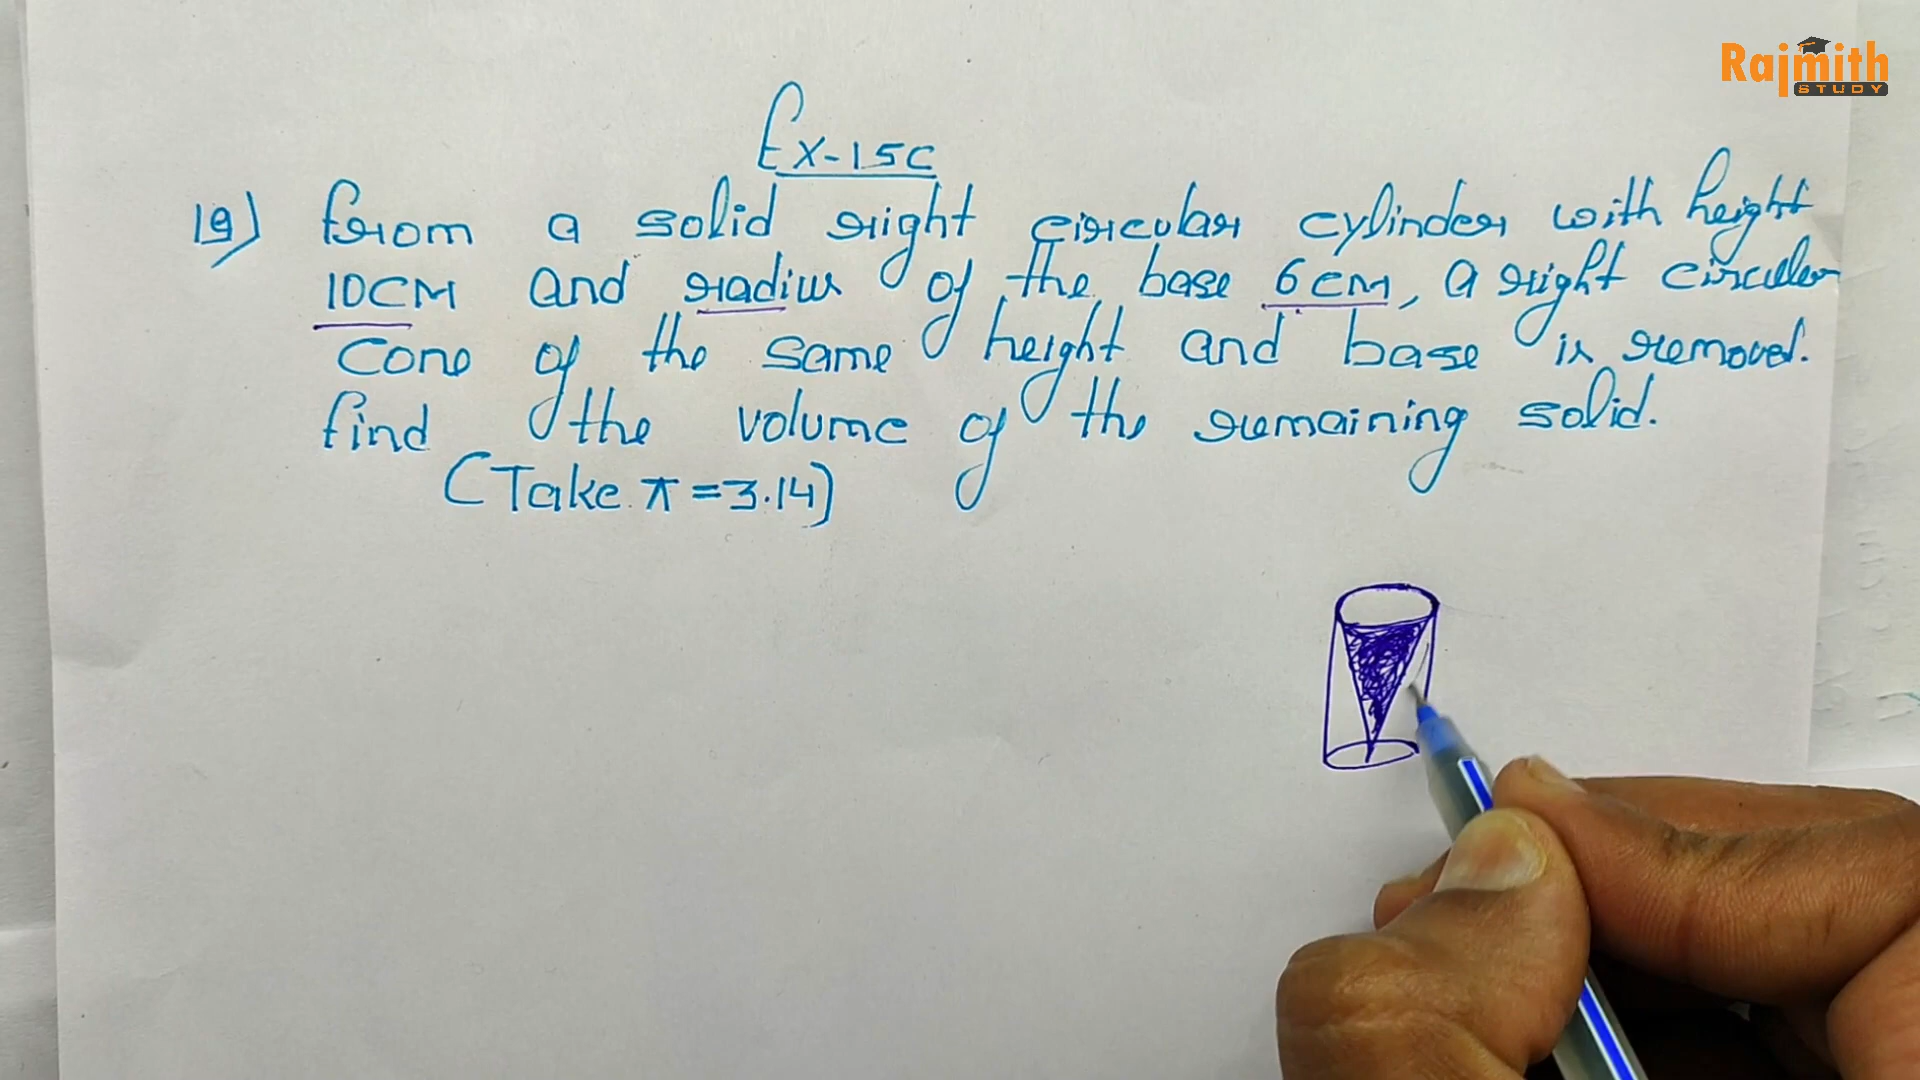 Rajmith
STUDY
Ex-15C
19) from a solid right circular cylinder with height
10CM and radius of the base 6cm, a right circular
cone of the same height and base is removed.
find the volume of the remaining solid.
(Take π=3.14)